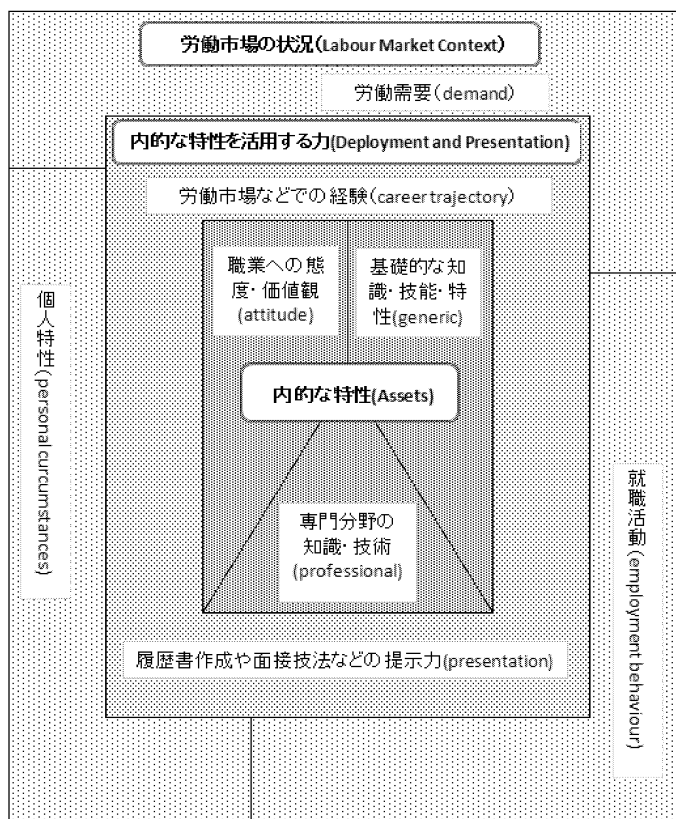 労働市場の状況(Labour Market Context)
労働需要(demand)
内的な特性を活用する力(Deployment and Presentation)
労働市場などでの経験(career trajectory)
職業への態
度・価値観
(attitude)
基礎的な知
識・技能・特
性(generic)
内的な特性(Assets)
専門分野の
知識・技術
(professional)
履歴書作成や面接技法などの提示力(presentation)
個人特性(personal curcumstances)
就職活動(employment behaviour)